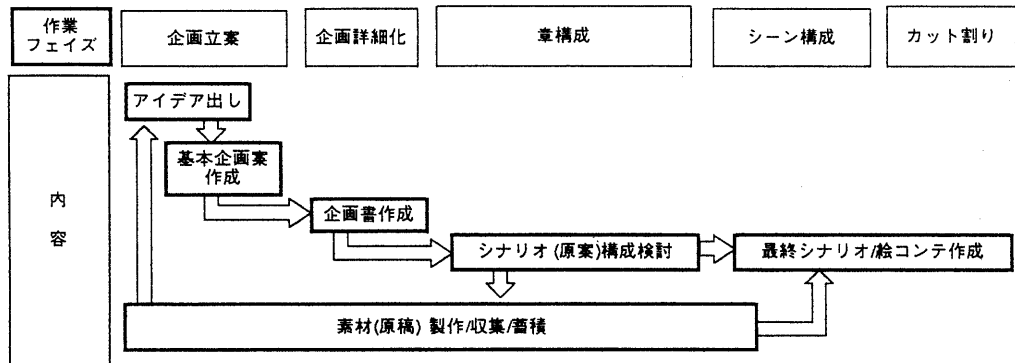 作業
フェイズ
企画立案
企画詳細化
章構成
シーン構成
カット割り
内
容
アイデア出し
基本企画案
作成
企画書作成
シナリオ(原案)構成検討
最終シナリオ/絵コンテ作成
素材(原稿) 製作/収集/蓄積